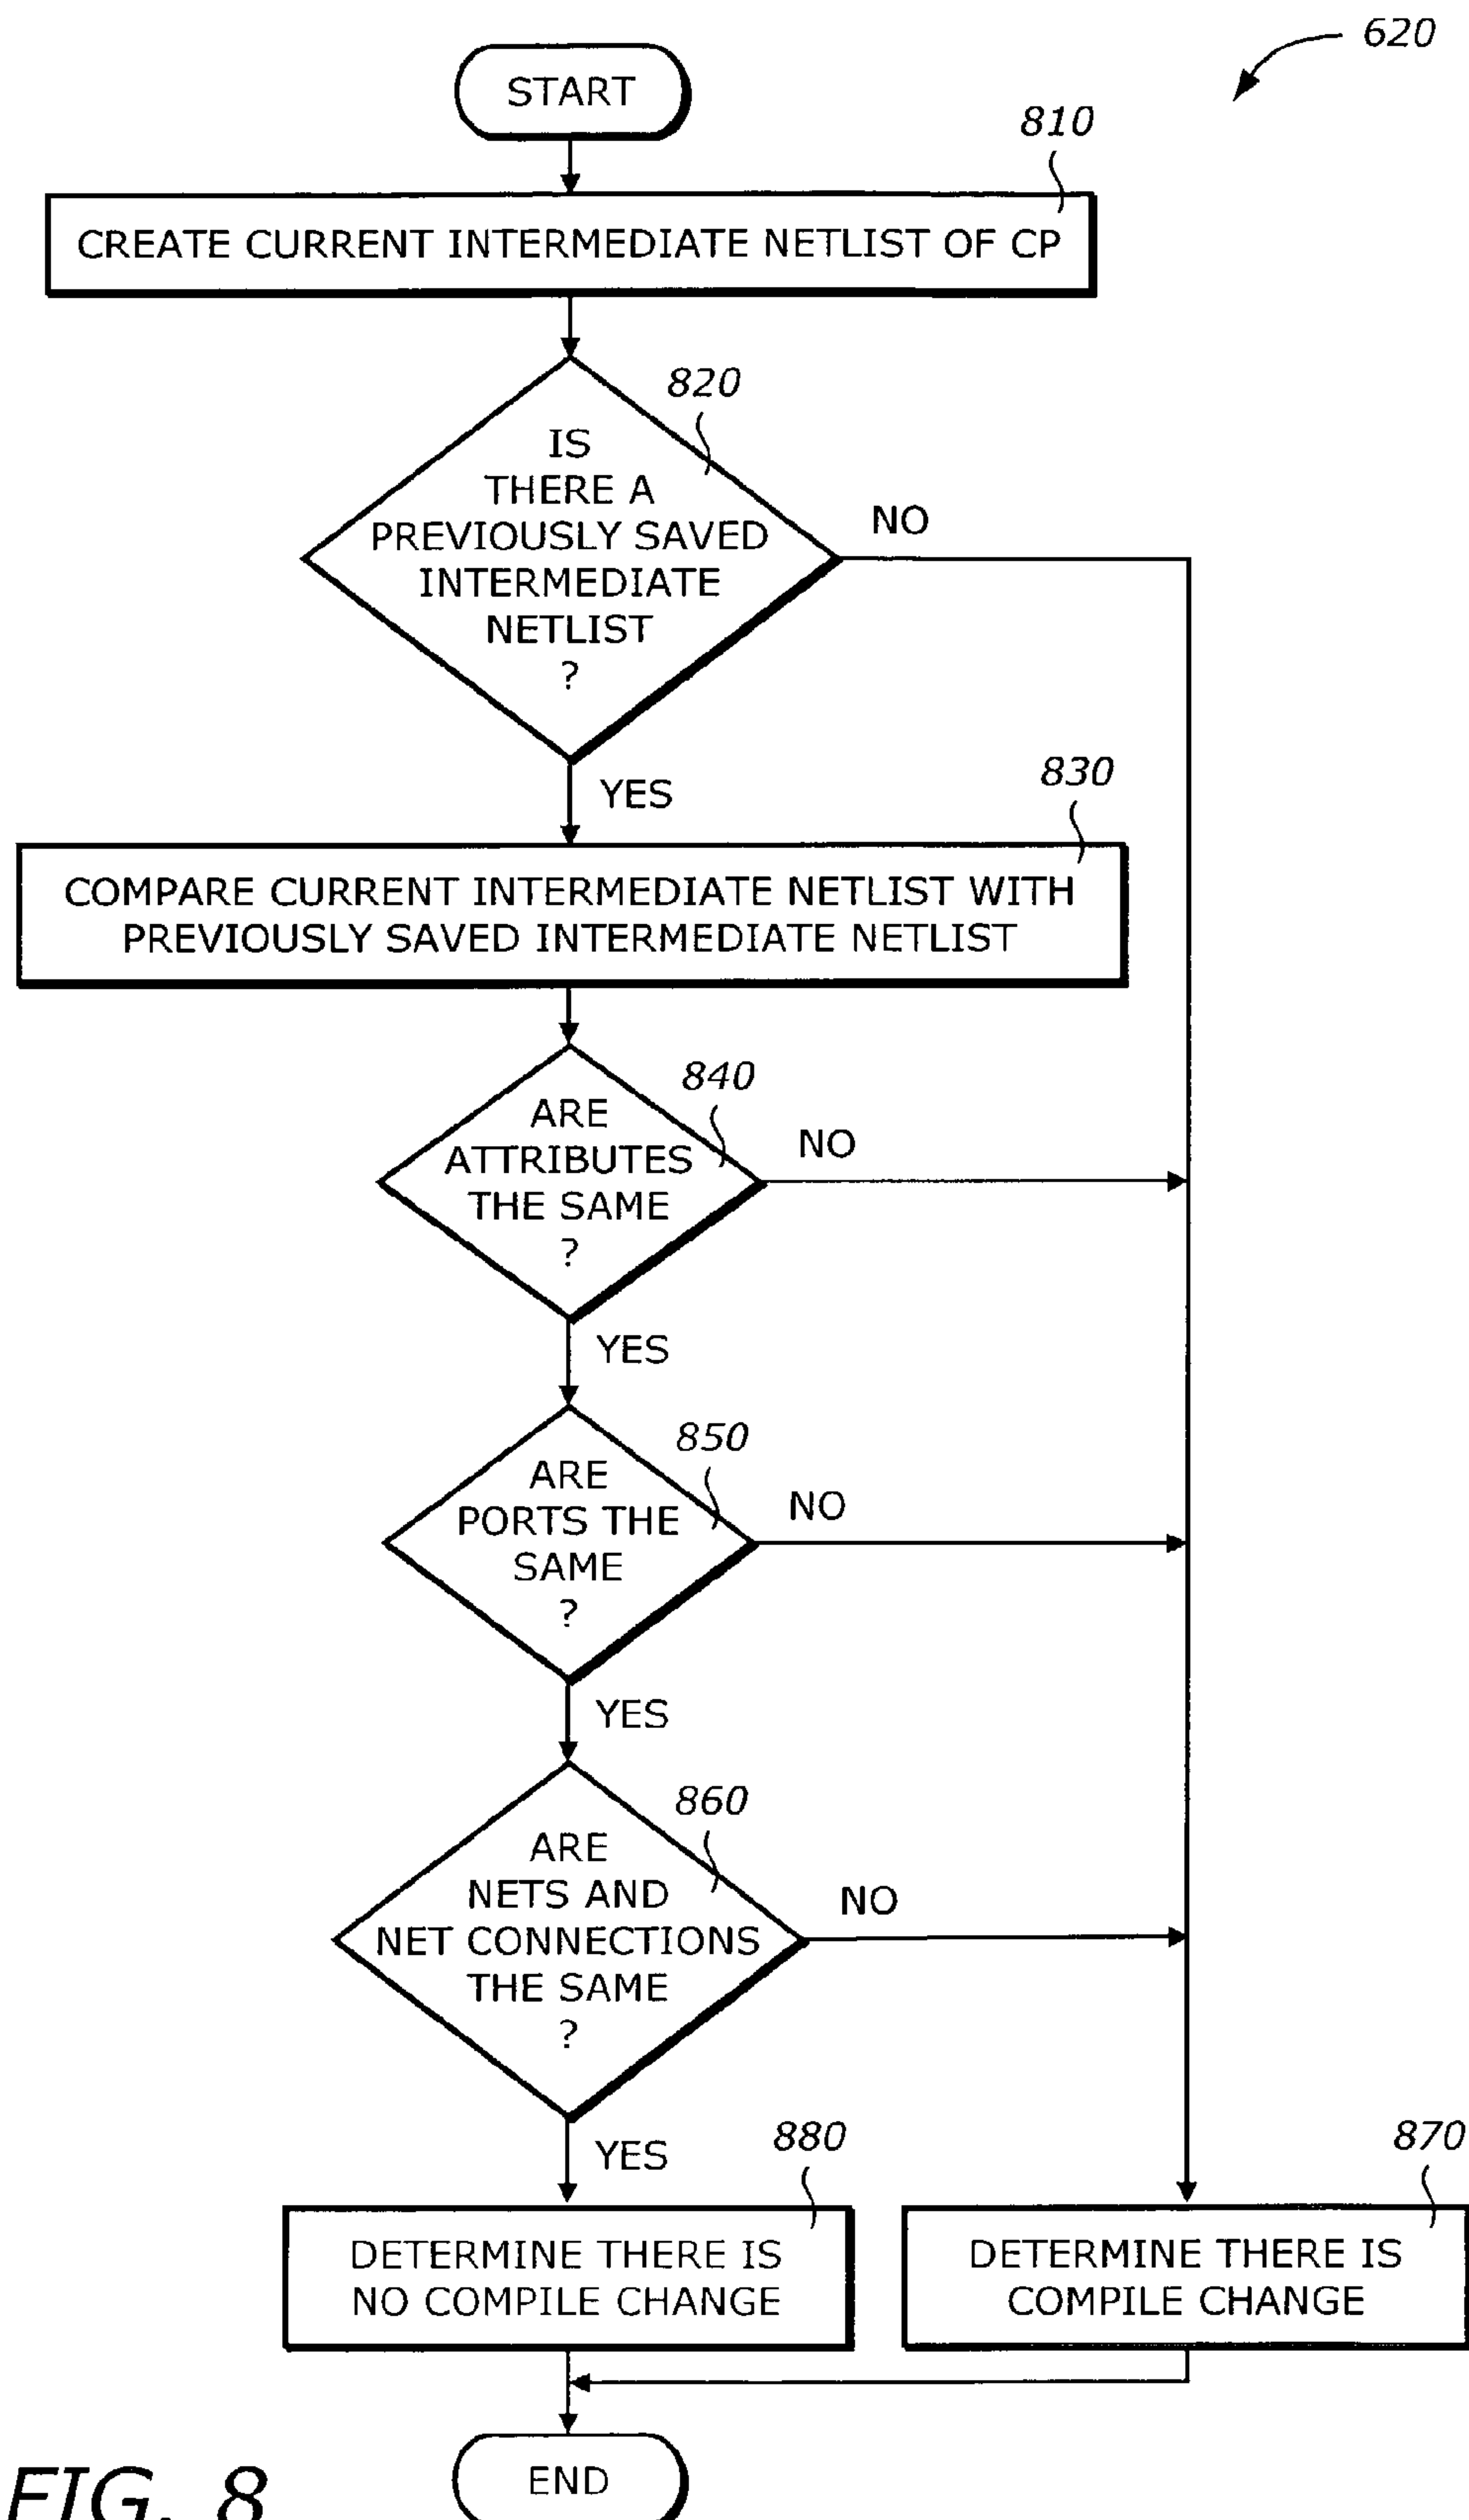 620
START
810
CREATE CURRENT INTERMEDIATE NETLIST OF CP
820
IS
THERE A
PREVIOUSLY SAVED
INTERMEDIATE
NETLIST
?
NO
YES
830
COMPARE CURRENT INTERMEDIATE NETLIST WITH
PREVIOUSLY SAVED INTERMEDIATE NETLIST
840
ARE
ATTRIBUTES
THE SAME
?
NO
YES
850
ARE
PORTS THE
SAME
?
NO
YES
860
ARE
NETS AND
NET CONNECTIONS
THE SAME
?
NO
YES
880
DETERMINE THERE IS
NO COMPILE CHANGE
870
DETERMINE THERE IS
COMPILE CHANGE
END
FIG. 8